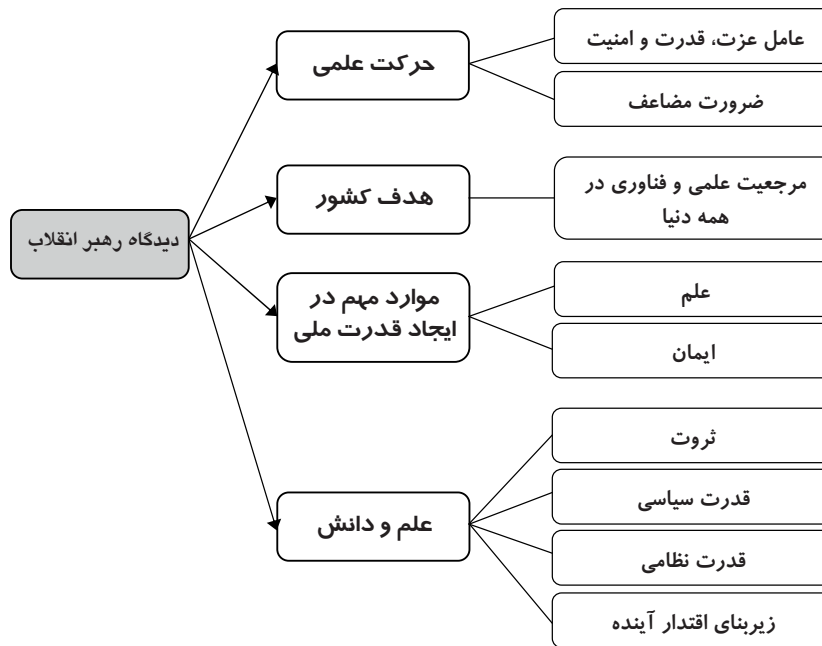 دیدگاه رهبر انقلاب
حرکت علمی
عامل عزت، قدرت و امنیت
ضرورت مضاعف
هدف کشور
مرجعیت علمی و فناوری در
همه دنیا
موارد مهم در
ایجاد قدرت ملی
علم
ایمان
علم و دانش
ثروت
قدرت سیاسی
قدرت نظامی
زیربنای اقتدار آینده